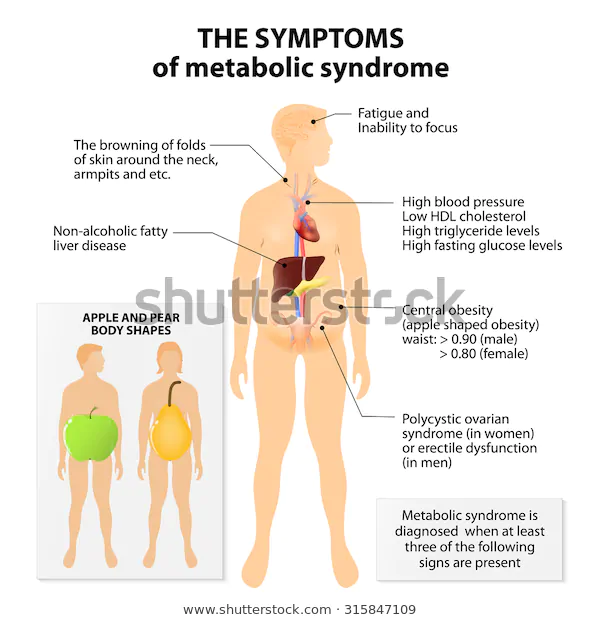 THE SYMPTOMS
of metabolic syndrome
Fatigue and
Inability to focus
The browning of folds
of skin around the neck,
armpits and etc.
High blood pressure
Low HDL cholesterol
High triglyceride levels
High fasting glucose levels
Non-alcoholic fatty
liver disease
shutterstock
Central obesity
(apple shaped obesity)
waist: > 0.90 (male)
> 0.80 (female)
APPLE AND PEAR
BODY SHAPES
Polycystic ovarian
syndrome (in women)
or erectile dysfunction
(in men)
Metabolic syndrome is
diagnosed when at least
three of the following
signs are present
www.shutterstock.com · 315847109